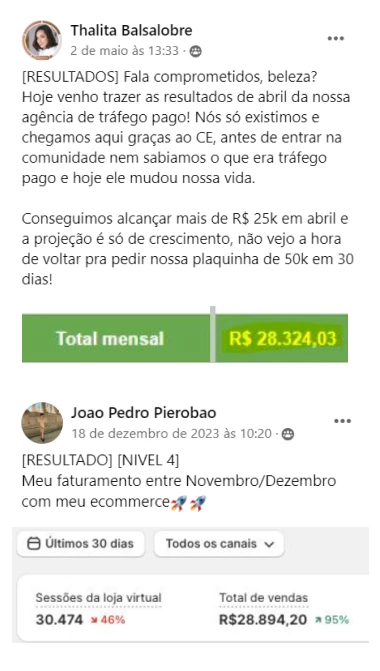 Thalita Balsalobre
2 de maio às 13:33 ·
[RESULTADOS] Fala comprometidos, beleza?
Hoje venho trazer as resultados de abril da nossa
agência de tráfego pago! Nós só existimos e
chegamos aqui graças ao CE, antes de entrar na
comunidade nem sabiamos o que era tráfego
pago e hoje ele mudou nossa vida.
Conseguimos alcançar mais de R$ 25k em abril e
a projeção é só de crescimento, não vejo a hora
de voltar pra pedir nossa plaquinha de 50k em 30
dias!
Total mensal R$ 28.324,03
Joao Pedro Pierobao
18 de dezembro de 2023 às 10:20 ·
[RESULTADO] [NIVEL 4]
Meu faturamento entre Novembro/Dezembro
com meu ecommerce🚀🚀
Últimos 30 dias Todos os canais
Sessões da loja virtual Total de vendas
30.474 46% R$28.894,20 95%